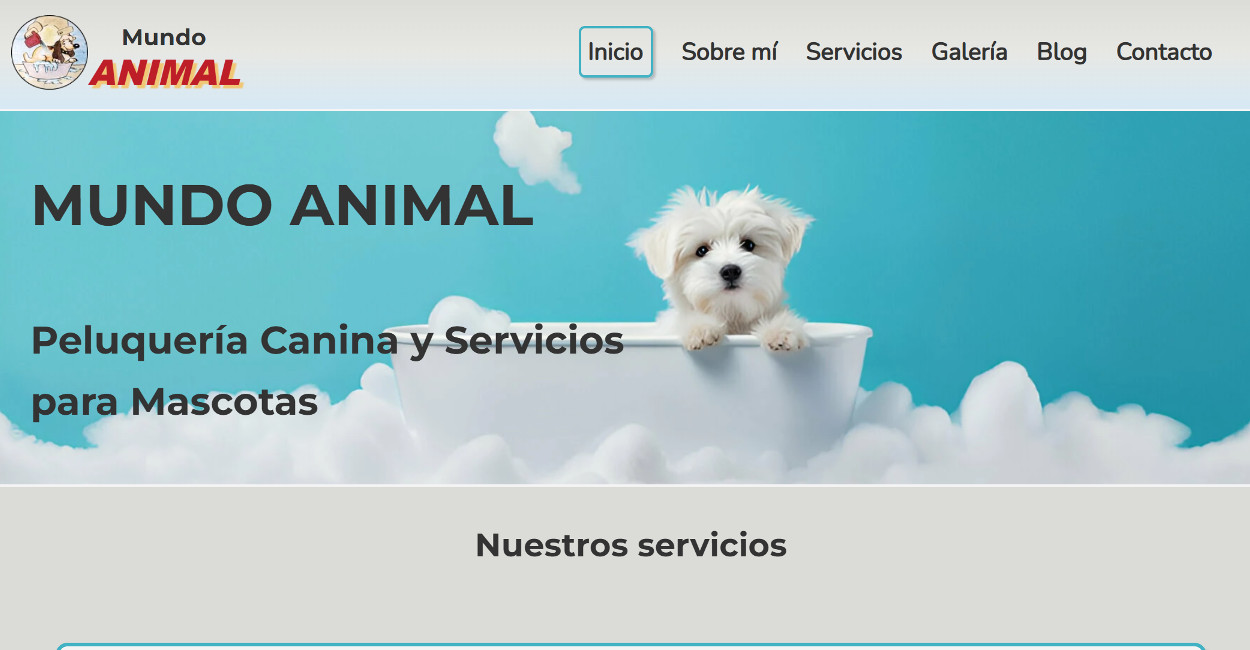 Mundo
ANIMAL
Inicio
Sobre mí
Servicios
Galería
Blog
Contacto
MUNDO ANIMAL
Peluquería Canina y Servicios
para Mascotas
Nuestros servicios